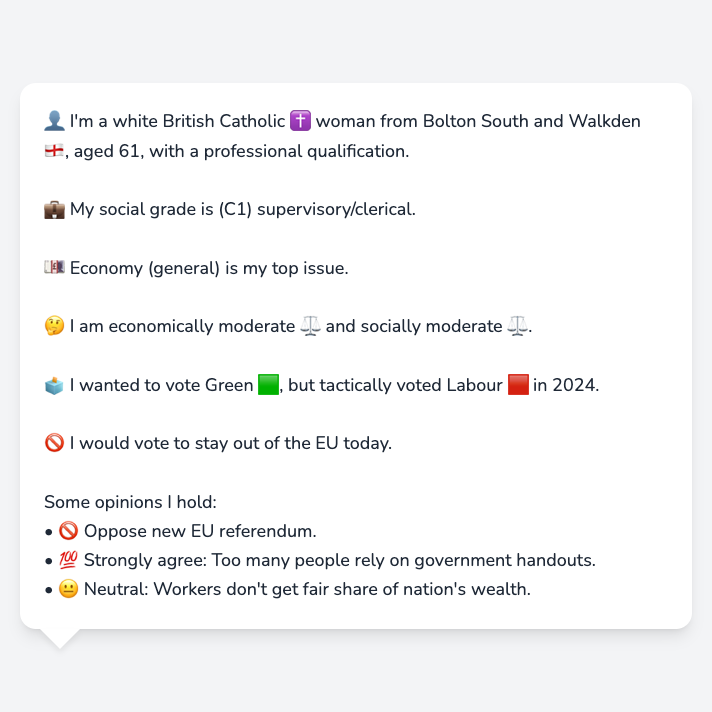 👤 I'm a white British Catholic ✝️ woman from Bolton South and Walkden
🏴󠁧󠁢󠁥󠁮󠁧󠁿, aged 61, with a professional qualification.
💼 My social grade is (C1) supervisory/clerical.
💷 Economy (general) is my top issue.
🤔 I am economically moderate ⚖️ and socially moderate ⚖️.
🗳️ I wanted to vote Green 🟩, but tactically voted Labour 🟥 in 2024.
🚫 I would vote to stay out of the EU today.
Some opinions I hold:
• 🚫 Oppose new EU referendum.
• 💯 Strongly agree: Too many people rely on government handouts.
• 😐 Neutral: Workers don't get fair share of nation's wealth.